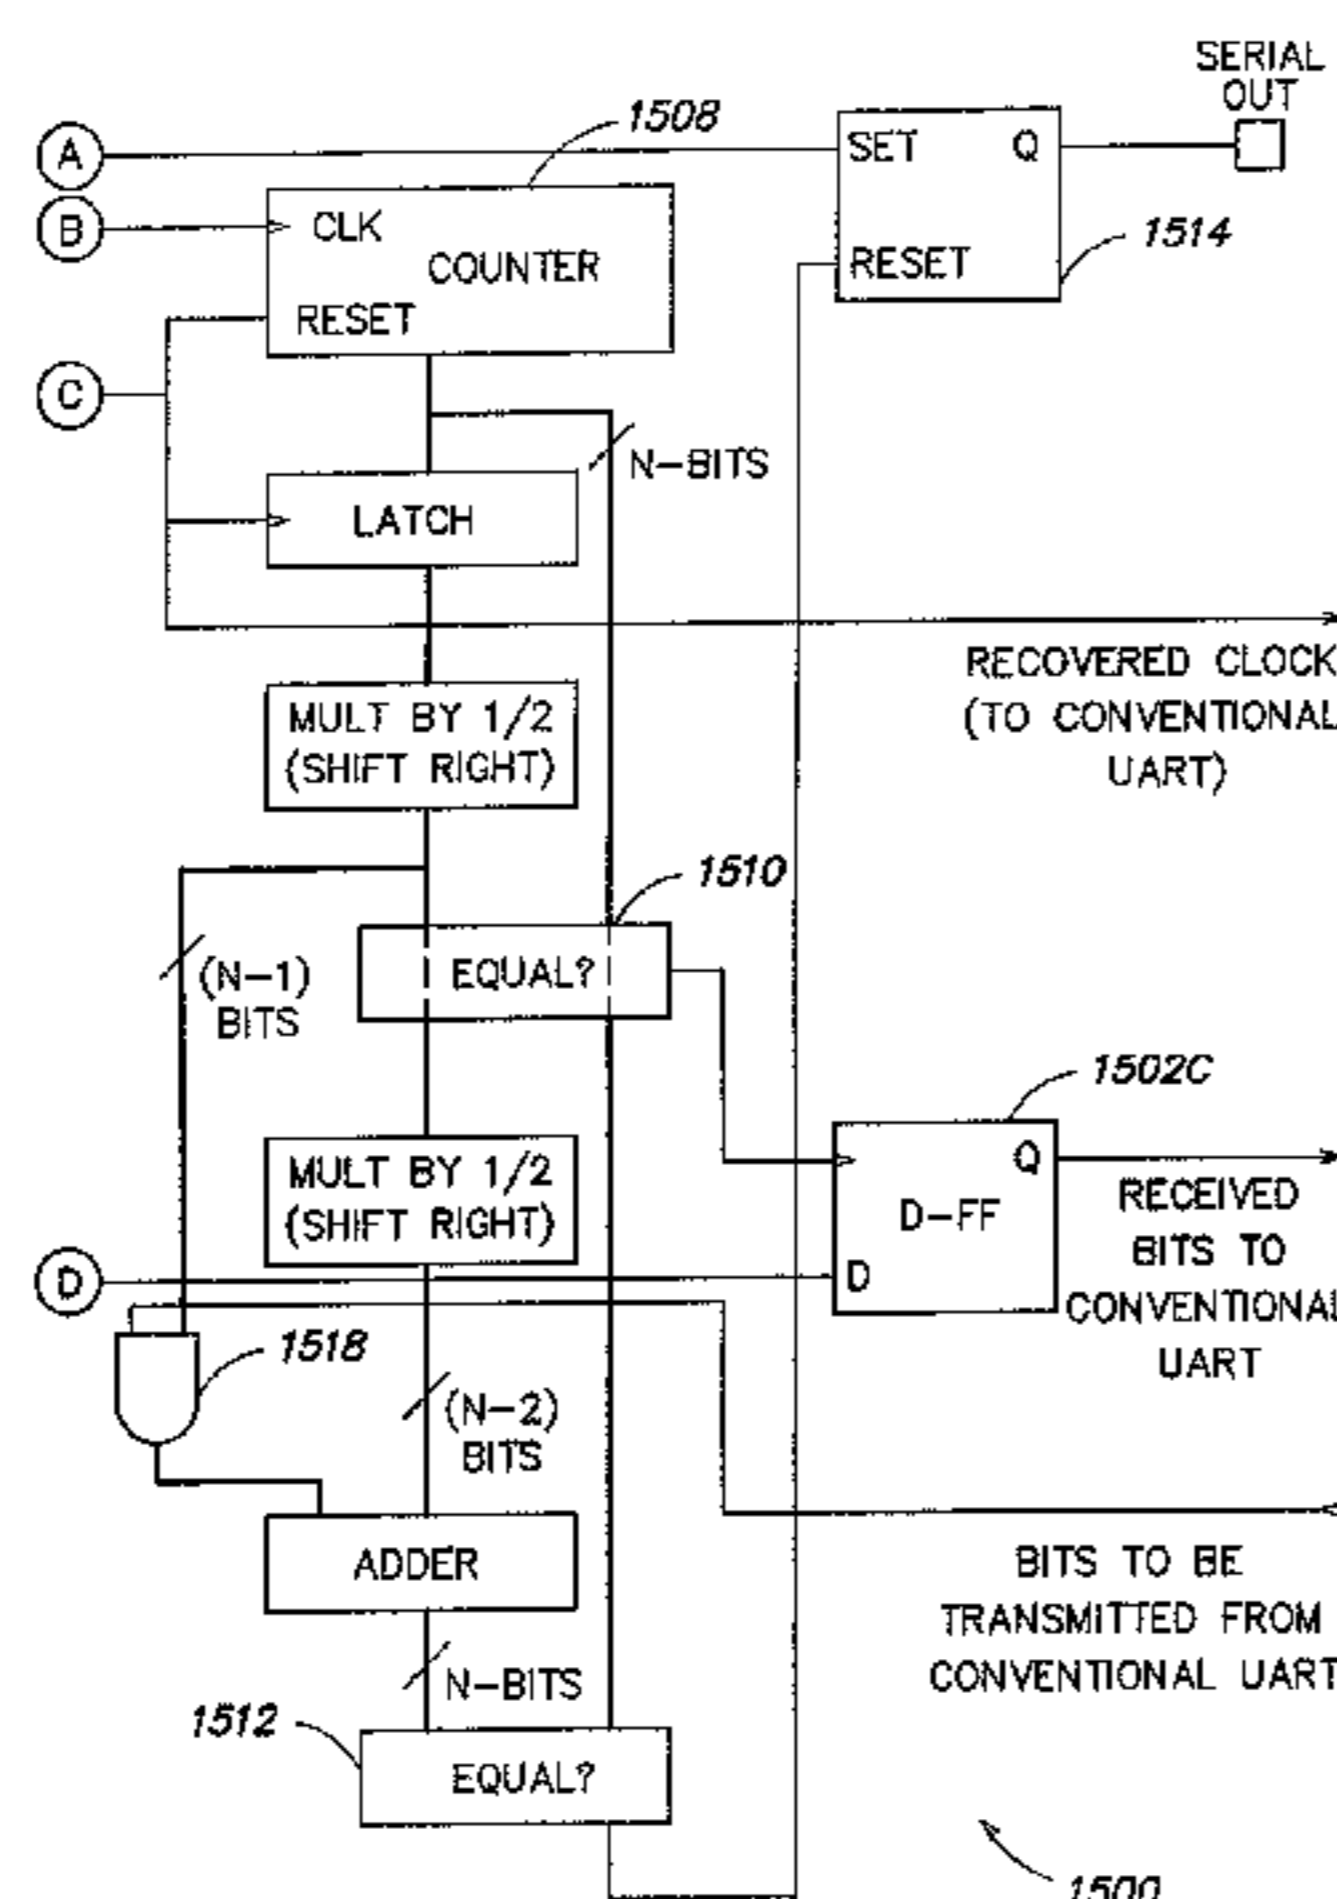 SERIAL
OUT
1508
A
SET
Q
B
CLK
1514
COUNTER
RESET
RESET
C
N-BITS
LATCH
RECOVERED CLOCK
(TO CONVENTIONAL
UART)
MULT BY 1/2
(SHIFT RIGHT)
1510
(N-1)
BITS
EQUAL?
1502C
Q
MULT BY 1/2
(SHIFT RIGHT)
D-FF
RECEIVED
BITS TO
CONVENTIONAL
UART
D
D
1518
(N-2)
BITS
ADDER
BITS TO BE
TRANSMITTED FROM
CONVENTIONAL UART
N-BITS
1512
EQUAL?
1500